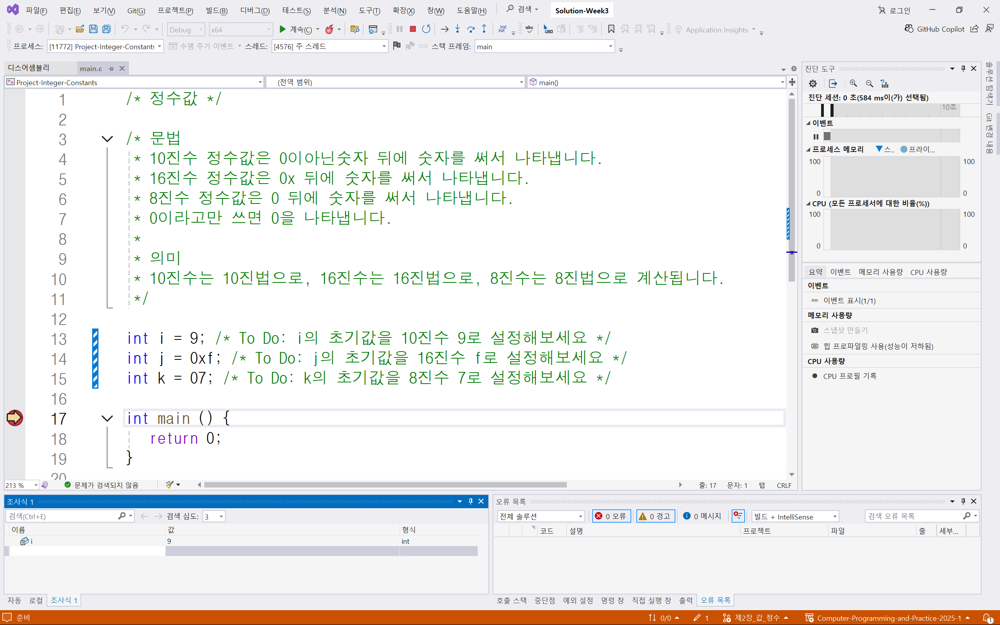 파일(F) 편집(E) 보기(V) Git(G) 프로젝트(P) 빌드(B) 디버그(D) 테스트(S) 분석(N) 도구(T) 확장(X) 창(W) 도움말(H) 검색 Solution-Week3 로그인
Debug x64 계속(C) abc Application Insights GitHub Copilot
프로세스: [11772] Project-Integer-Constants 수명 주기 이벤트 스레드: [4576] 주 스레드 스택 프레임: main
디스어셈블리 main.c
Project-Integer-Constants (전역 범위) main()
1 /* 정수값 */
2
3 /* 문법
4 * 10진수 정수값은 0이아닌숫자 뒤에 숫자를 써서 나타냅니다.
5 * 16진수 정수값은 0x 뒤에 숫자를 써서 나타냅니다.
6 * 8진수 정수값은 0 뒤에 숫자를 써서 나타냅니다.
7 * 0이라고만 쓰면 0을 나타냅니다.
8 *
9 * 의미
10 * 10진수는 10진법으로, 16진수는 16진법으로, 8진수는 8진법으로 계산됩니다.
11 */
12
13 int i = 9; /* To Do: i의 초기값을 10진수 9로 설정해보세요 */
14 int j = 0xf; /* To Do: j의 초기값을 16진수 f로 설정해보세요 */
15 int k = 07; /* To Do: k의 초기값을 8진수 7로 설정해보세요 */
16
17 int main () {
18 return 0;
19 }
20
213 % 문제가 검색되지 않음 줄: 17 문자: 1 탭 CRLF
진단 도구
진단 세션: 0 초(584 ms이(가) 선택됨)
10초
이벤트
프로세스 메모리 스.. 프라이...
100 100
0 0
CPU (모든 프로세서에 대한 비율(%))
100 100
0 0
요약 이벤트 메모리 사용량 CPU 사용량
이벤트
이벤트 표시(1/1)
메모리 사용량
스냅샷 만들기
힙 프로파일링 사용(성능이 저하됨)
CPU 사용량
CPU 프로필 기록
솔루션 탐색기
Git 변경 내용
조사식 1
검색(Ctrl+E) 검색 심도: 3
이름 값 형식
i 9 int
자동 로컬 조사식 1
오류 목록
전체 솔루션 0 오류 0 경고 0 메시지 빌드 + IntelliSense 검색 오류 목록
코드 설명 프로젝트 파일 줄 세부...
호출 스택 중단점 예외 설정 명령 창 직접 실행 창 출력 오류 목록
준비 0/0 1 제2장_값_정수 Computer-Programming-and-Practice-2025-1 1